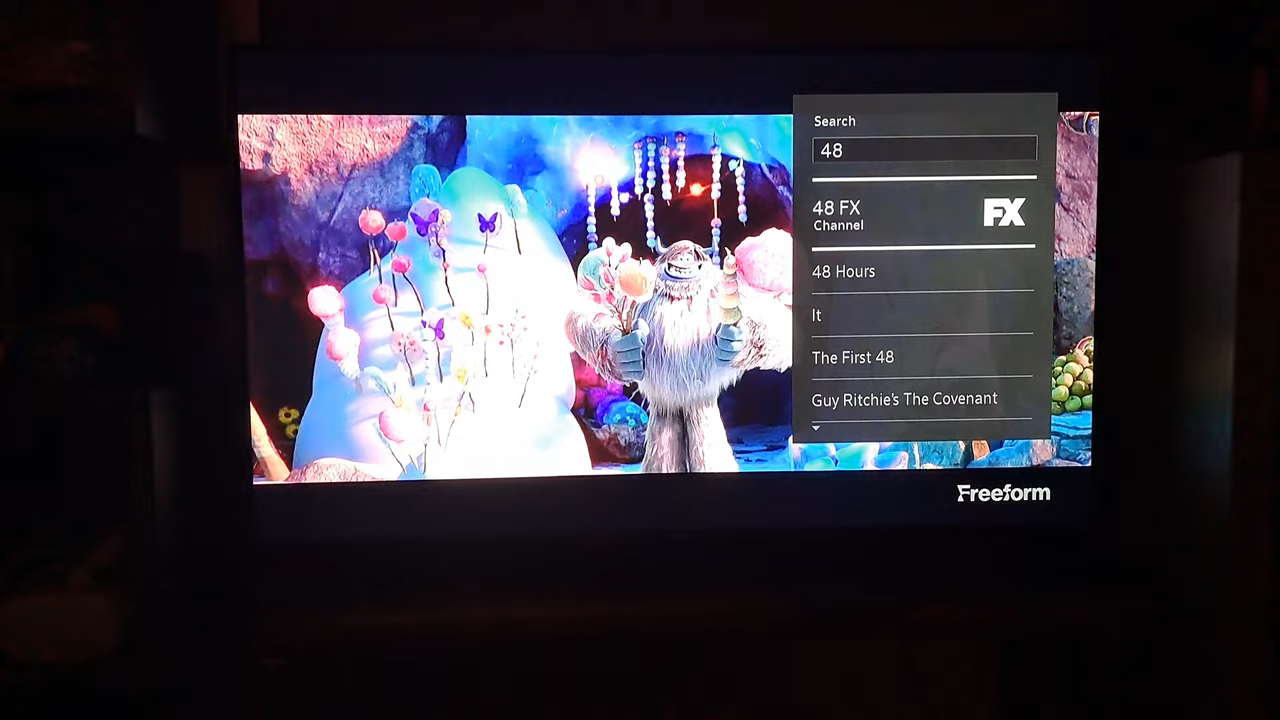 Search
48
48 FX
Channel
FX
48 Hours
It
The First 48
Guy Ritchie's The Covenant
Freeform